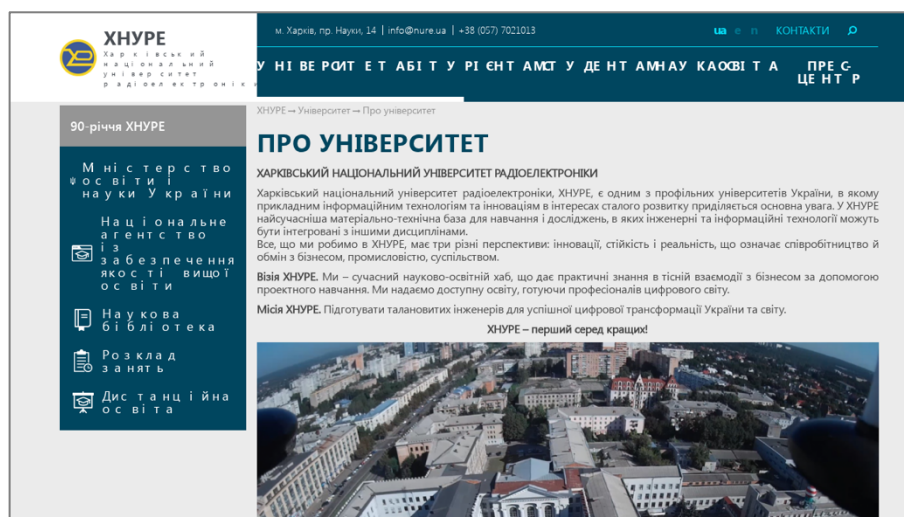 ХНУРЕ
Харківський
національний
університет
радіоелектроніки
м. Харків, пр. Науки, 14 | info@nure.ua | +38 (057) 7021013
ua en КОНТАКТИ
УНІВЕРСИТЕТ АБІТУРІЄНТАМ СТУДЕНТАМ НАУКА ОСВІТА ПРЕС-
ЦЕНТР
90-річчя ХНУРЕ
Мністерство
освіти і
науки України
Національне
агентство
із
забезпечення
якості вищої
освіти
Наукова
бібліотека
Розклад
занять
Дистанційна
освіта
ХНУРЕ → Університет → Про університет
ПРО УНІВЕРСИТЕТ
ХАРКІВСЬКИЙ НАЦІОНАЛЬНИЙ УНІВЕРСИТЕТ РАДІОЕЛЕКТРОНІКИ
Харківський національний університет радіоелектроніки, ХНУРЕ, є одним з профільних університетів України, в якому
прикладним інформаційним технологіям та інноваціям в інтересах сталого розвитку приділяється основна увага. У ХНУРЕ
найсучасніша матеріально-технічна база для навчання і досліджень, в яких інженерні та інформаційні технології можуть
бути інтегровані з іншими дисциплінами.
Все, що ми робимо в ХНУРЕ, має три різні перспективи: інновації, стійкість і реальність, що означає співробітництво й
обмін з бізнесом, промисловістю, суспільством.
Візія ХНУРЕ. Ми – сучасний науково-освітній хаб, що дає практичні знання в тісній взаємодії з бізнесом за допомогою
проектного навчання. Ми надаємо доступну освіту, готуючи професіоналів цифрового світу.
Місія ХНУРЕ. Підготувати талановитих інженерів для успішної цифрової трансформації України та світу.
ХНУРЕ – перший серед кращих!